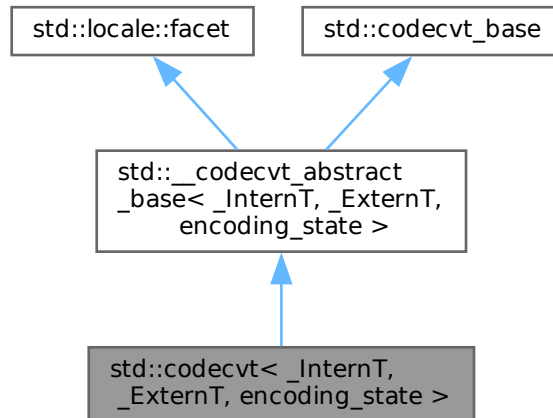 std::locale::facet
std::codecvt_base
std::__codecvt_abstract
_base< _InternT, _ExternT,
encoding_state >
std::codecvt< _InternT,
_ExternT, encoding_state >